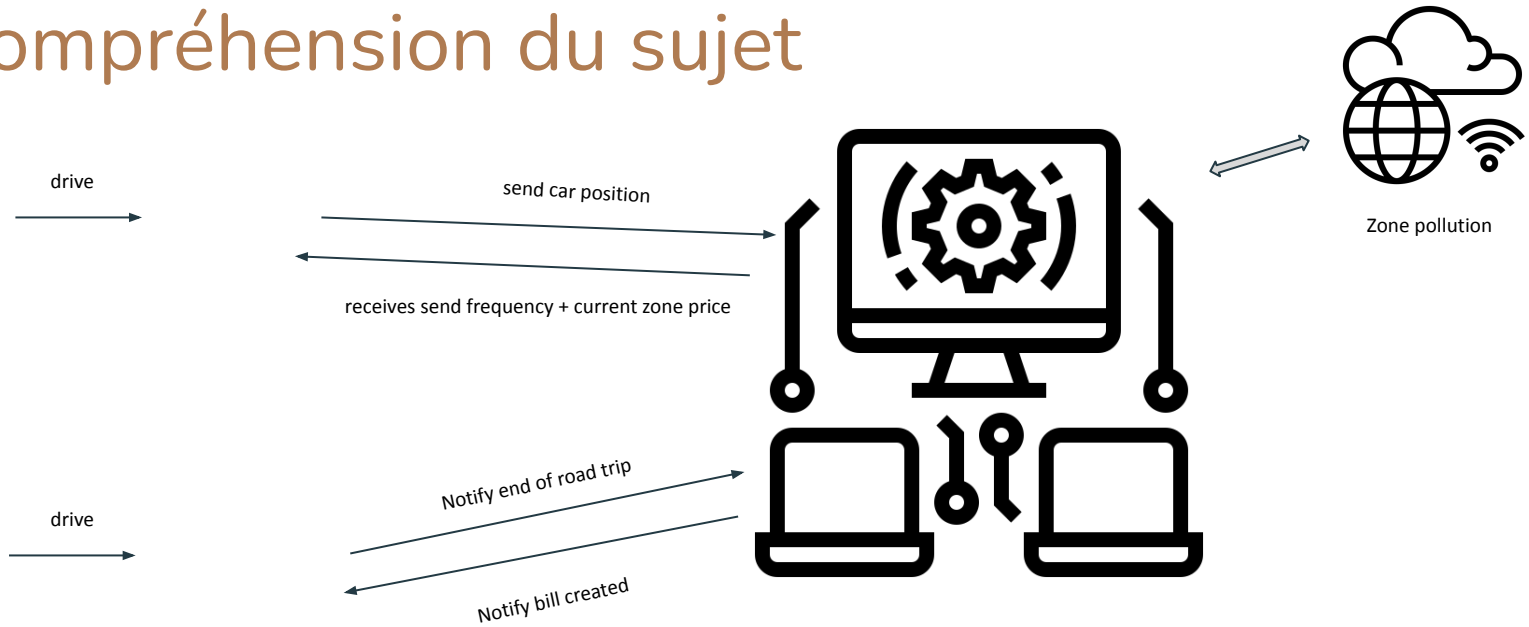 ompréhension du sujet
drive
send car position
Zone pollution
receives send frequency + current zone price
Notify end of road trip
drive
Notify bill created